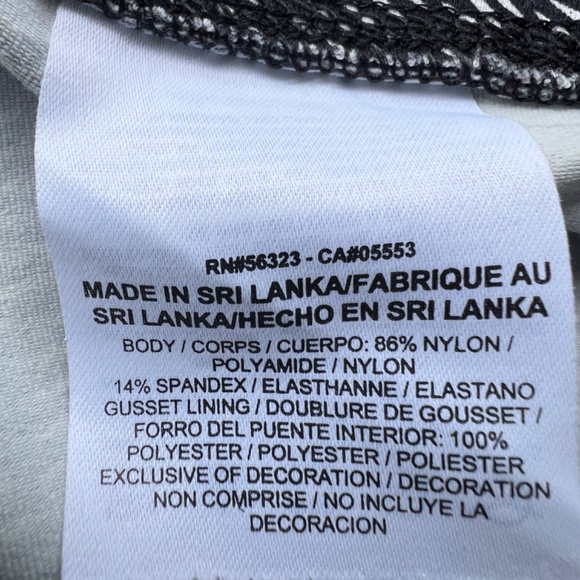 RN#56323 - CA#05553
MADE IN SRI LANKA/FABRIQUE AU
SRI LANKA/HECHO EN SRI LANKA
BODY / CORPS / CUERPO: 86% NYLON /
POLYAMIDE / NYLON
14% SPANDEX / ELASTHANNE / ELASTANO
GUSSET LINING / DOUBLURE DE GOUSSET /
FORRO DEL PUENTE INTERIOR: 100%
POLYESTER / POLYESTER / POLIESTER
EXCLUSIVE OF DECORATION / DECORATION
NON COMPRISE / NO INCLUYE LA
DECORACION